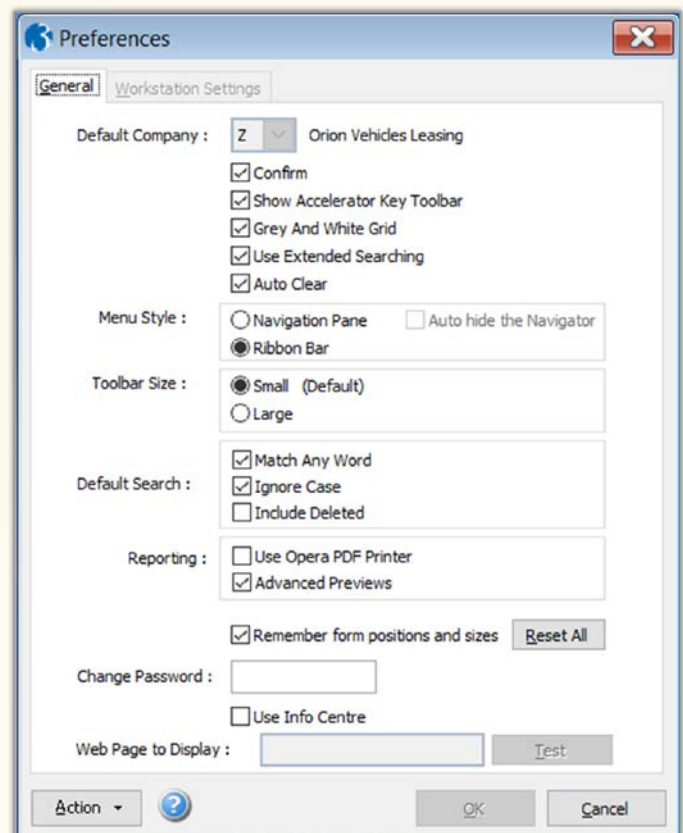 Preferences
General Workstation Settings
Default Company : Z Orion Vehicles Leasing
Confirm
Show Accelerator Key Toolbar
Grey And White Grid
Use Extended Searching
Auto Clear
Menu Style : Navigation Pane Auto hide the Navigator
Ribbon Bar
Toolbar Size : Small (Default)
Large
Match Any Word
Default Search : Ignore Case
Include Deleted
Reporting : Use Opera PDF Printer
Advanced Previews
Remember form positions and sizes Reset All
Change Password :
Use Info Centre
Web Page to Display : Test
Action ? OK Cancel